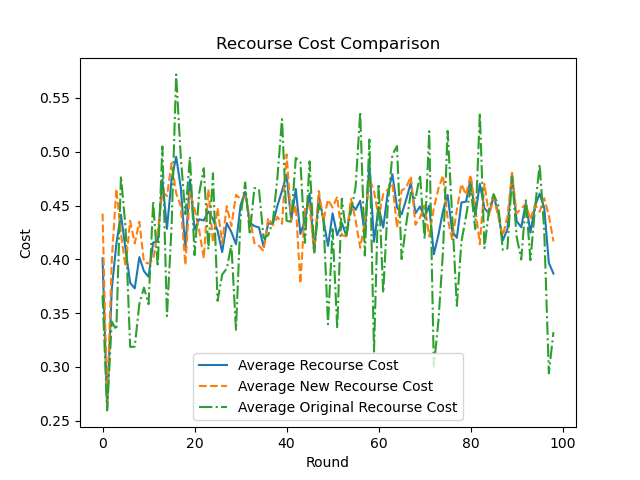 Recourse Cost Comparison
0.55
0.50
0.45
0.40
0.35
0.30
0.25
Cost
Average Recourse Cost
Average New Recourse Cost
Average Original Recourse Cost
0 20 40 60 80 100
Round